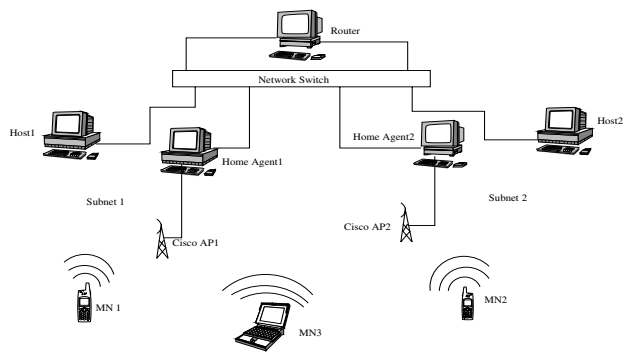 Router
Network Switch
Host1
Host2
Home Agent1
Home Agent2
Subnet 1
Subnet 2
Cisco AP1
Cisco AP2
MN 1
MN2
MN3